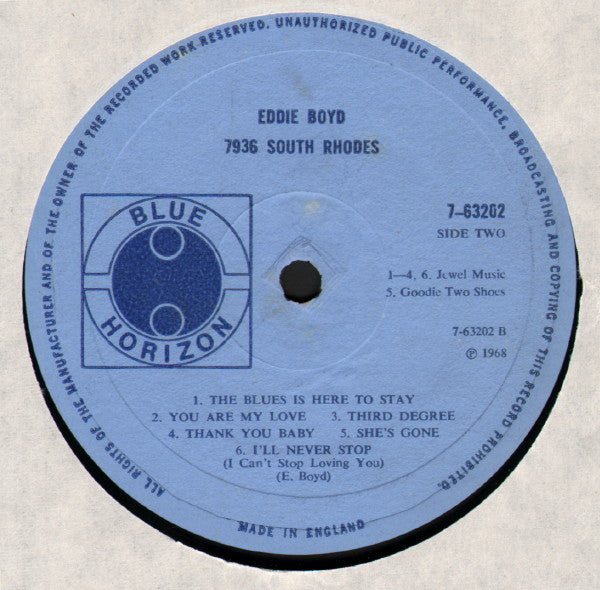 ALL RIGHTS OF THE MANUFACTURER AND OF THE OWNER OF THE RECORDED WORK RESERVED. UNAUTHORIZED PUBLIC PERFORMANCE, BROADCASTING AND COPYING OF THIS RECORD PROHIBITED.
EDDIE BOYD
7936 SOUTH RHODES
BLUE
HORIZON
7-63202
SIDE TWO
1—4, 6. Jewel Music
5. Goodie Two Shoes
7-63202 B
℗ 1968
1. THE BLUES IS HERE TO STAY
2. YOU ARE MY LOVE 3. THIRD DEGREE
4. THANK YOU BABY 5. SHE'S GONE
6. I'LL NEVER STOP
(I Can't Stop Loving You)
(E. Boyd)
MADE IN ENGLAND